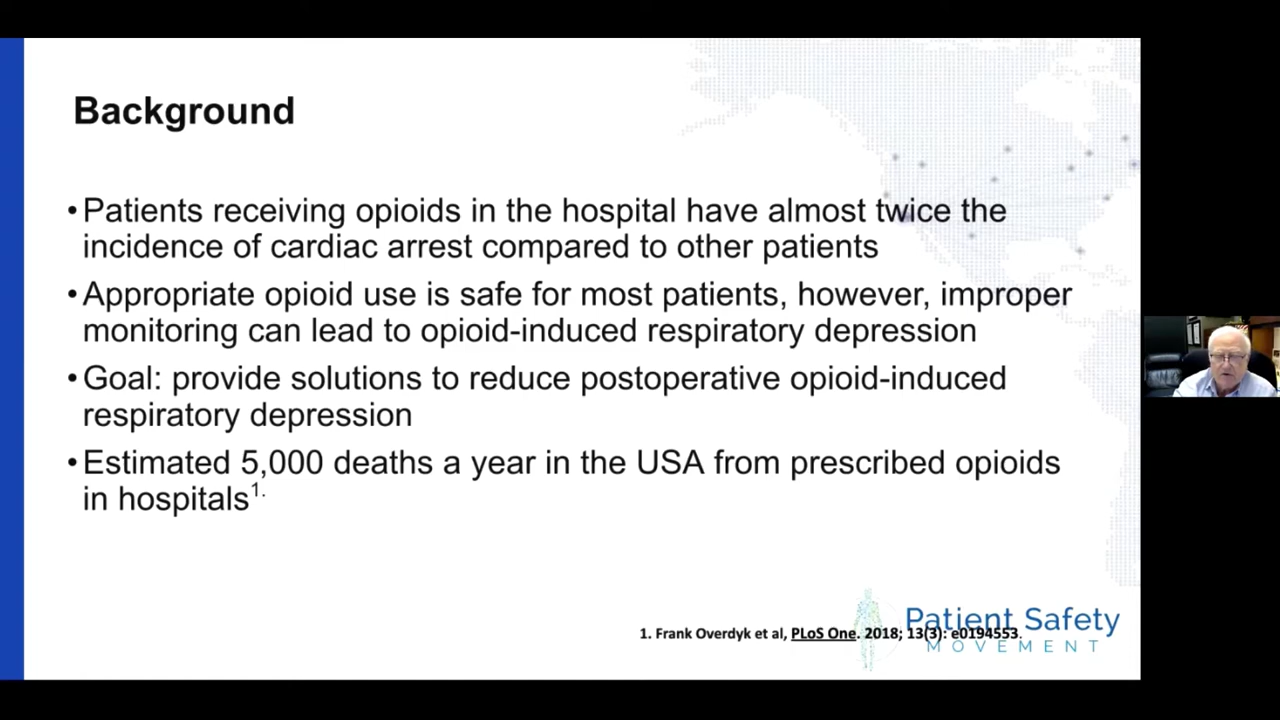 Background
•Patients receiving opioids in the hospital have almost twice the
incidence of cardiac arrest compared to other patients
•Appropriate opioid use is safe for most patients, however, improper
monitoring can lead to opioid-induced respiratory depression
•Goal: provide solutions to reduce postoperative opioid-induced
respiratory depression
•Estimated 5,000 deaths a year in the USA from prescribed opioids
in hospitals1.
Patient Safety
1. Frank Overdyk et al, PLoS One. 2018; 13(3): e0194553.
MOVEMENT